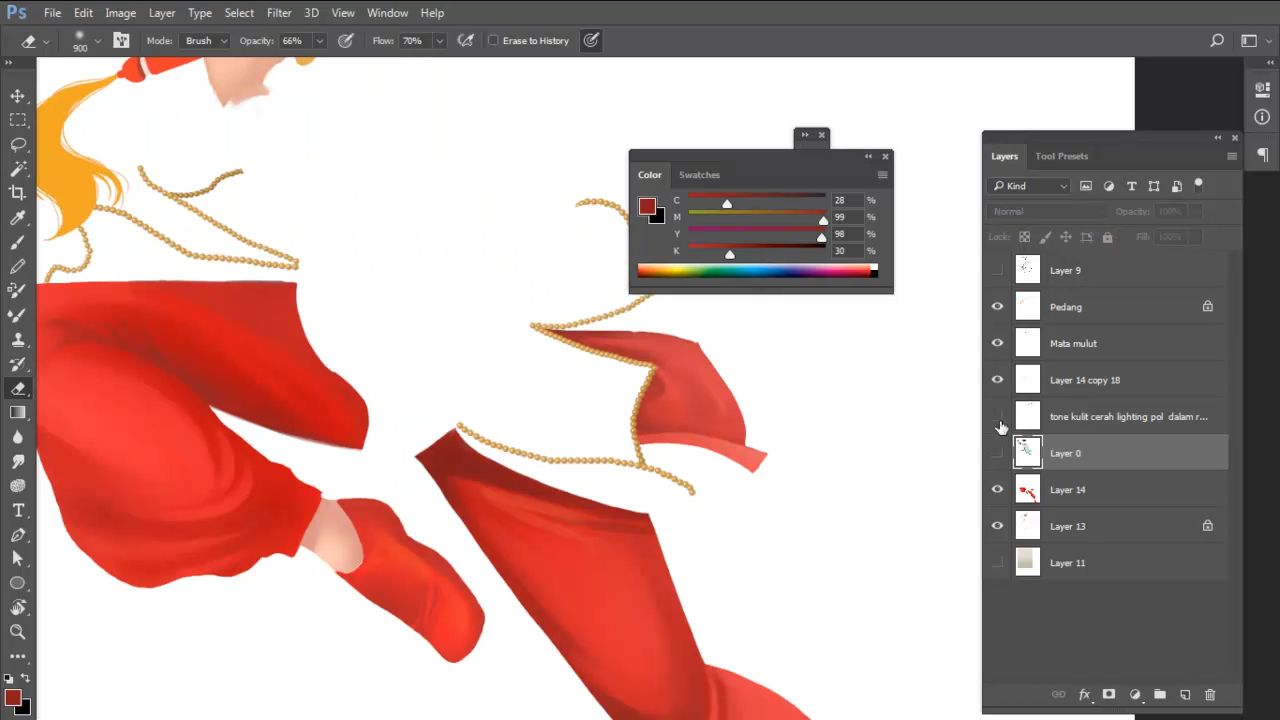 Ps File Edit Image Layer Type Select Filter 3D View Window Help
900 Mode: Brush Opacity: 66% Flow: 70% Erase to History
Layers Tool Presets
Color Swatches
Kind
C 28 %
M 99 %
Y 98 %
K 30 %
Normal Opacity: 100%
Lock: Fill: 100%
Layer 9
Pedang
Mata mulut
Layer 14 copy 18
tone kulit cerah lighting pol dalam r...
Layer 0
Layer 14
Layer 13
Layer 11